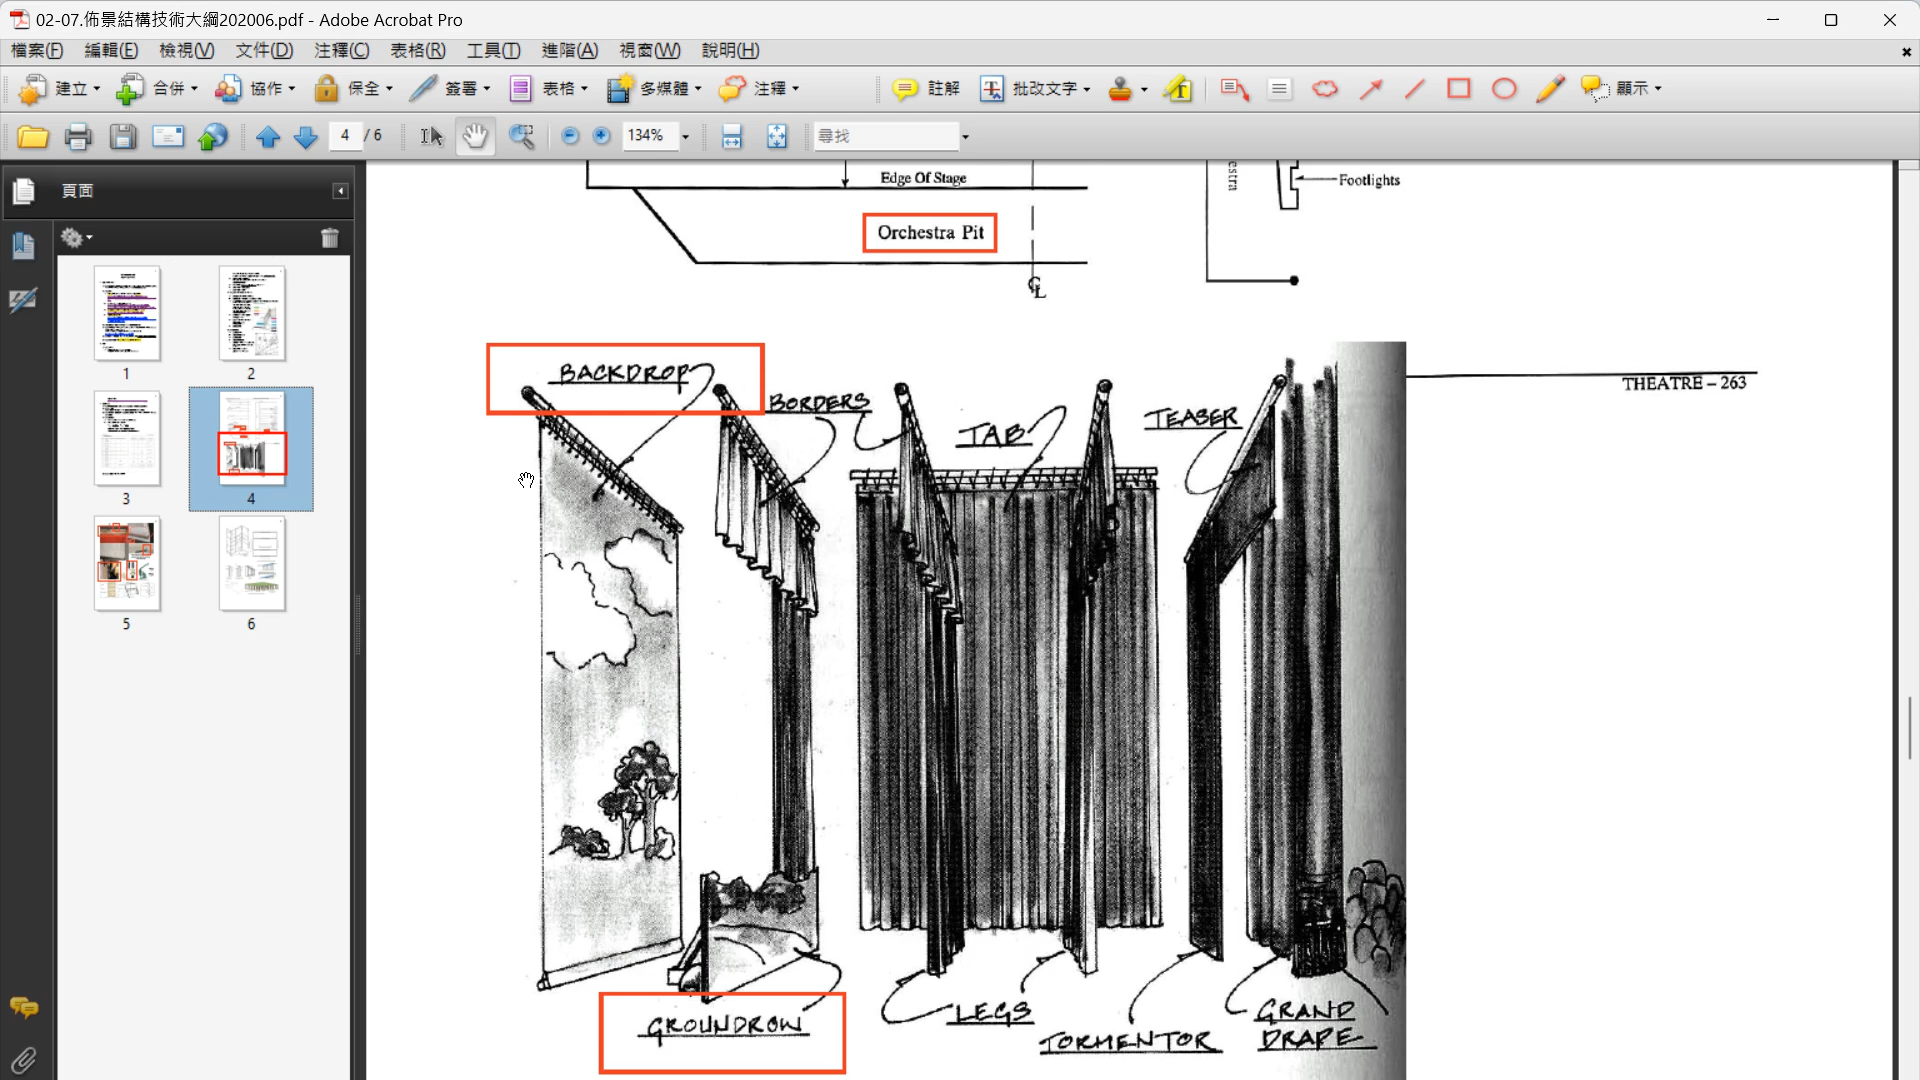 02-07.佈景結構技術大綱202006.pdf - Adobe Acrobat Pro
檔案(F) 編輯(E) 檢視(V) 文件(D) 注釋(C) 表格(R) 工具(T) 進階(A) 視窗(W) 說明(H)
建立 合併 協作 保全 簽署 表格 多媒體 注釋 註解 批改文字 顯示
4 / 6 134% 尋找
頁面
1
2
3
4
5
6
Edge Of Stage
Footlights
Orchestra Pit
THEATRE – 263
BACKDROP
BORDERS
TAB
TEASER
GROUNDROW
LEGS
TORMENTOR
GRAND
DRAPE